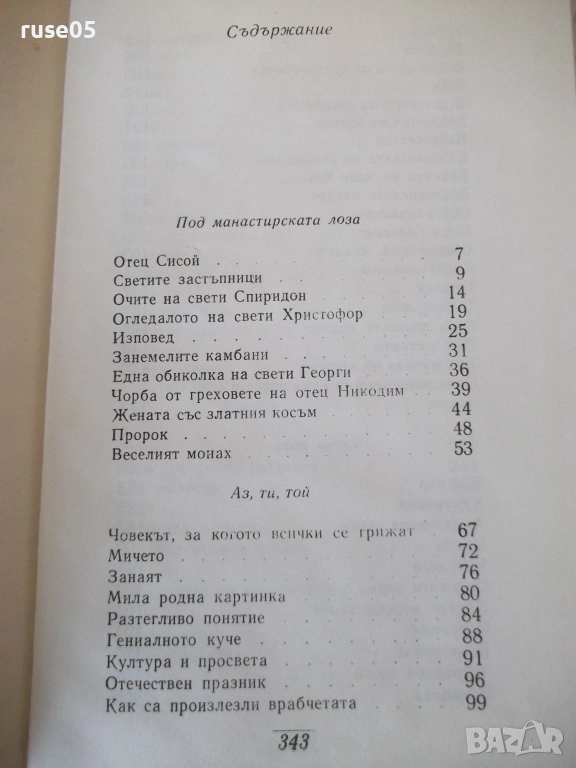 ruse05
Съдържание
Под манастирската лоза
Отец Сисой . . . . . . . 7
Светите застъпници . . . . . . 9
Очите на свети Спиридон . . . . . 14
Огледалото на свети Христофор . . . 19
Изповед . . . . . . . . 25
Занемелите камбани . . . . . . 31
Една обиколка на свети Георги . . . 36
Чорба от греховете на отец Никодим . . 39
Жената със златния косъм . . . . . 44
Пророк . . . . . . . . 48
Веселият монах . . . . . . . 53
Аз, ти, той
Човекът, за когото всички се грижат . . 67
Мичето . . . . . . . . 72
Занаят . . . . . . . . 76
Мила родна картинка . . . . . . 80
Разтегливо понятие . . . . . . 84
Гениалното куче . . . . . . . 88
Култура и просвета . . . . . . 91
Отечествен празник . . . . . . 96
Как са произлезли врабчетата . . . . 99
343
BAZAR